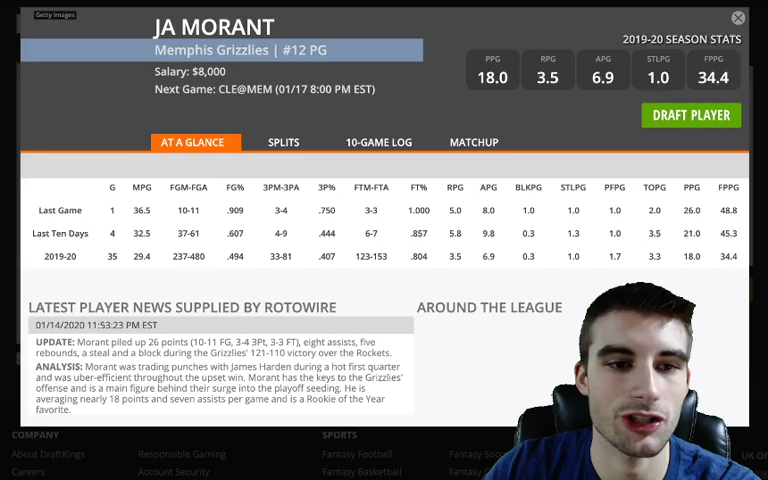 Getty Images
JA MORANT
Memphis Grizzlies | #12 PG
Salary: $8,000
Next Game: CLE@MEM (01/17 8:00 PM EST)
2019-20 SEASON STATS
PPG RPG APG STLPG FPPG
18.0 3.5 6.9 1.0 34.4
DRAFT PLAYER
AT A GLANCE SPLITS 10-GAME LOG MATCHUP
G MPG FGM-FGA FG% 3PM-3PA 3P% FTM-FTA FT% RPG APG BLKPG STLPG PFPG TOPG PPG FPPG
Last Game 1 36.5 10-11 .909 3-4 .750 3-3 1.000 5.0 8.0 1.0 1.0 1.0 2.0 26.0 48.8
Last Ten Days 4 32.5 37-61 .607 4-9 .444 6-7 .857 5.8 9.8 0.3 1.3 1.0 3.5 21.0 45.3
2019-20 35 29.4 237-480 .494 33-81 .407 123-153 .804 3.5 6.9 0.3 1.0 1.7 3.3 18.0 34.4
LATEST PLAYER NEWS SUPPLIED BY ROTOWIRE
01/14/2020 11:53:23 PM EST
UPDATE: Morant piled up 26 points (10-11 FG, 3-4 3Pt, 3-3 FT), eight assists, five
rebounds, a steal and a block during the Grizzlies' 121-110 victory over the Rockets.
ANALYSIS: Morant was trading punches with James Harden during a hot first quarter
and was uber-efficient throughout the upset win. Morant has the keys to the Grizzlies'
offense and is a main figure behind their surge into the playoff seeding. He is
averaging nearly 18 points and seven assists per game and is a Rookie of the Year
favorite.
AROUND THE LEAGUE
COMPANY SPORTS
About DraftKings Responsible Gaming Fantasy Football Fantasy Soc
Careers Account Security Fantasy Basketball Fantasy
UK